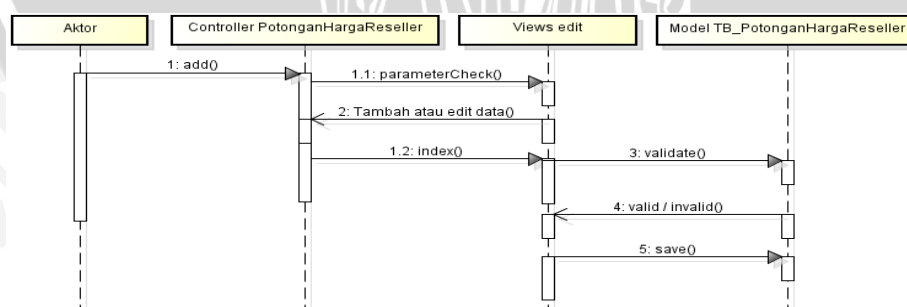 Aktor
Controller PotonganHargaReseller
Views edit
Model TB_PotonganHargaReseller
1: add()
1.1: parameterCheck()
2: Tambah atau edit data()
1.2: index()
3: validate()
4: valid / invalid()
5: save()